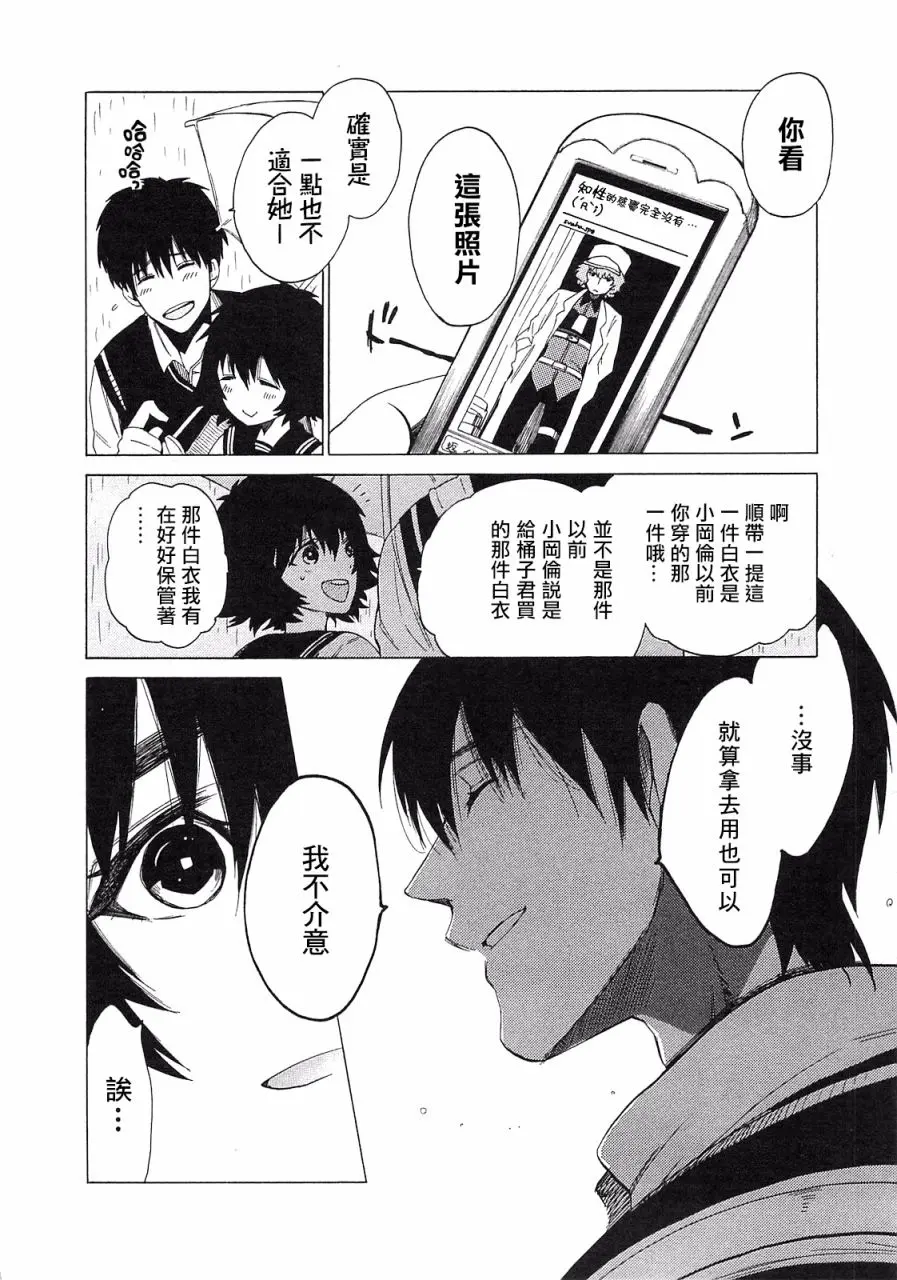 你看
這張照片
知性的感覺完全沒有…
(´Д`)
ド
確實是
一點也不
適合她ー
哈哈哈
啊
順帶一提這
一件白衣是
小岡倫以前
你穿的那
一件哦…
並不是那件
以前
小岡倫説是
給桶子君買
的那件白衣
那件白衣我有
在好好保管著
……
…沒事
就算拿去用也可以
我不介意
誒…